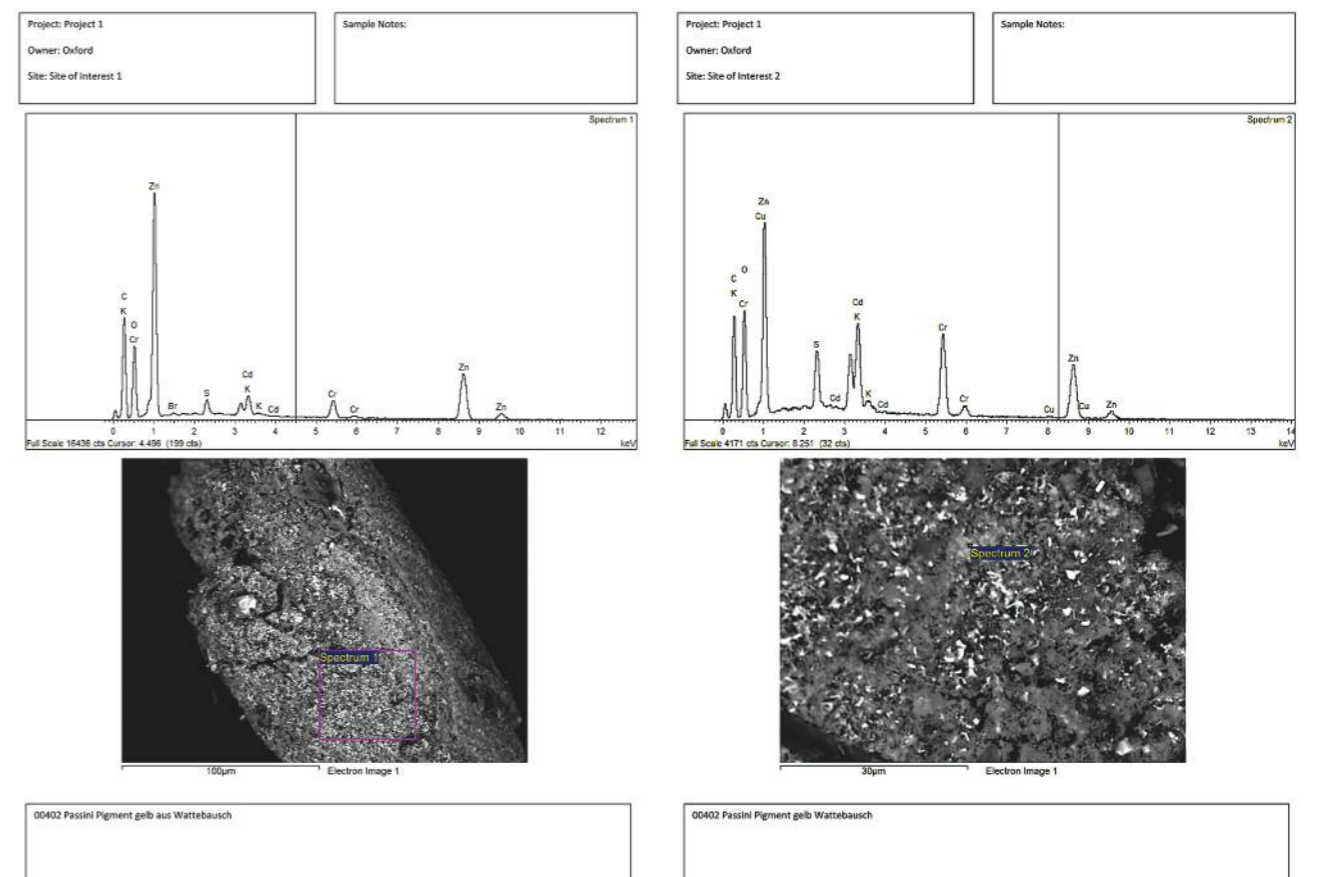 Project: Project 1
Owner: Oxford
Site: Site of Interest 1
Sample Notes:
Spectrum 1
Zn
C
K
O
Cr
Br
S
Cd
K
K
Cd
Cr
Cr
Zn
Zn
0 1 2 3 4 5 6 7 8 9 10 11 12
Full Scale 16436 cts Cursor: 4.496 (199 cts)
keV
Spectrum 1
100μm
Electron Image 1
00402 Passini Pigment gelb aus Wattebausch
Project: Project 1
Owner: Oxford
Site: Site of Interest 2
Sample Notes:
Spectrum 2
Zn
Cu
C
K
O
Cr
S
Cd
Cd
K
K
Cd
Cr
Cr
Cu
Zn
Cu
Zn
0 1 2 3 4 5 6 7 8 9 10 11 12 13 14
Full Scale 4171 cts Cursor: 8.251 (32 cts)
keV
Spectrum 2
30μm
Electron Image 1
00402 Passini Pigment gelb Wattebausch